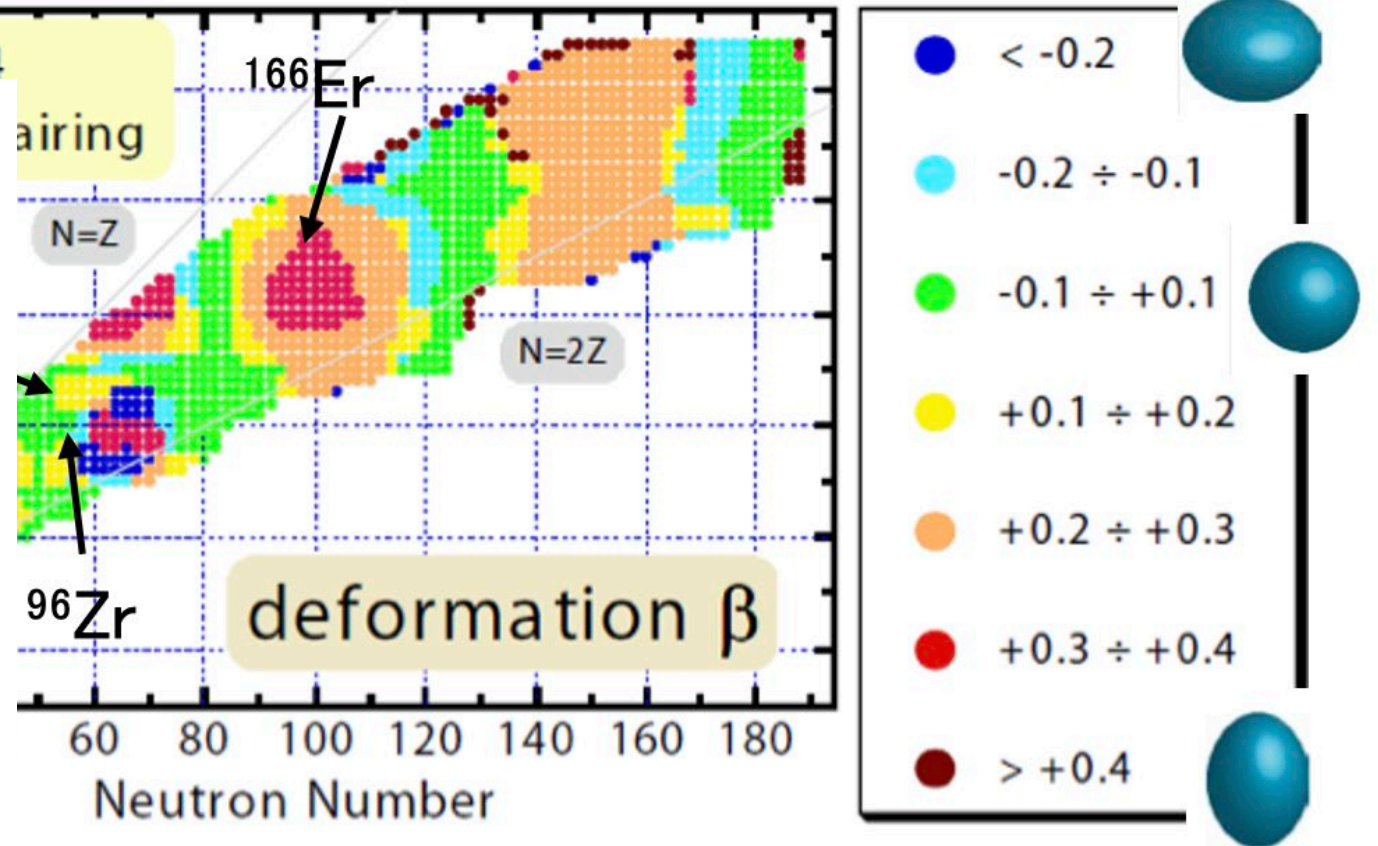 airing
166Er
N=Z
N=2Z
96Zr
deformation β
60 80 100 120 140 160 180
Neutron Number
< -0.2
-0.2 ÷ -0.1
-0.1 ÷ +0.1
+0.1 ÷ +0.2
+0.2 ÷ +0.3
+0.3 ÷ +0.4
> +0.4